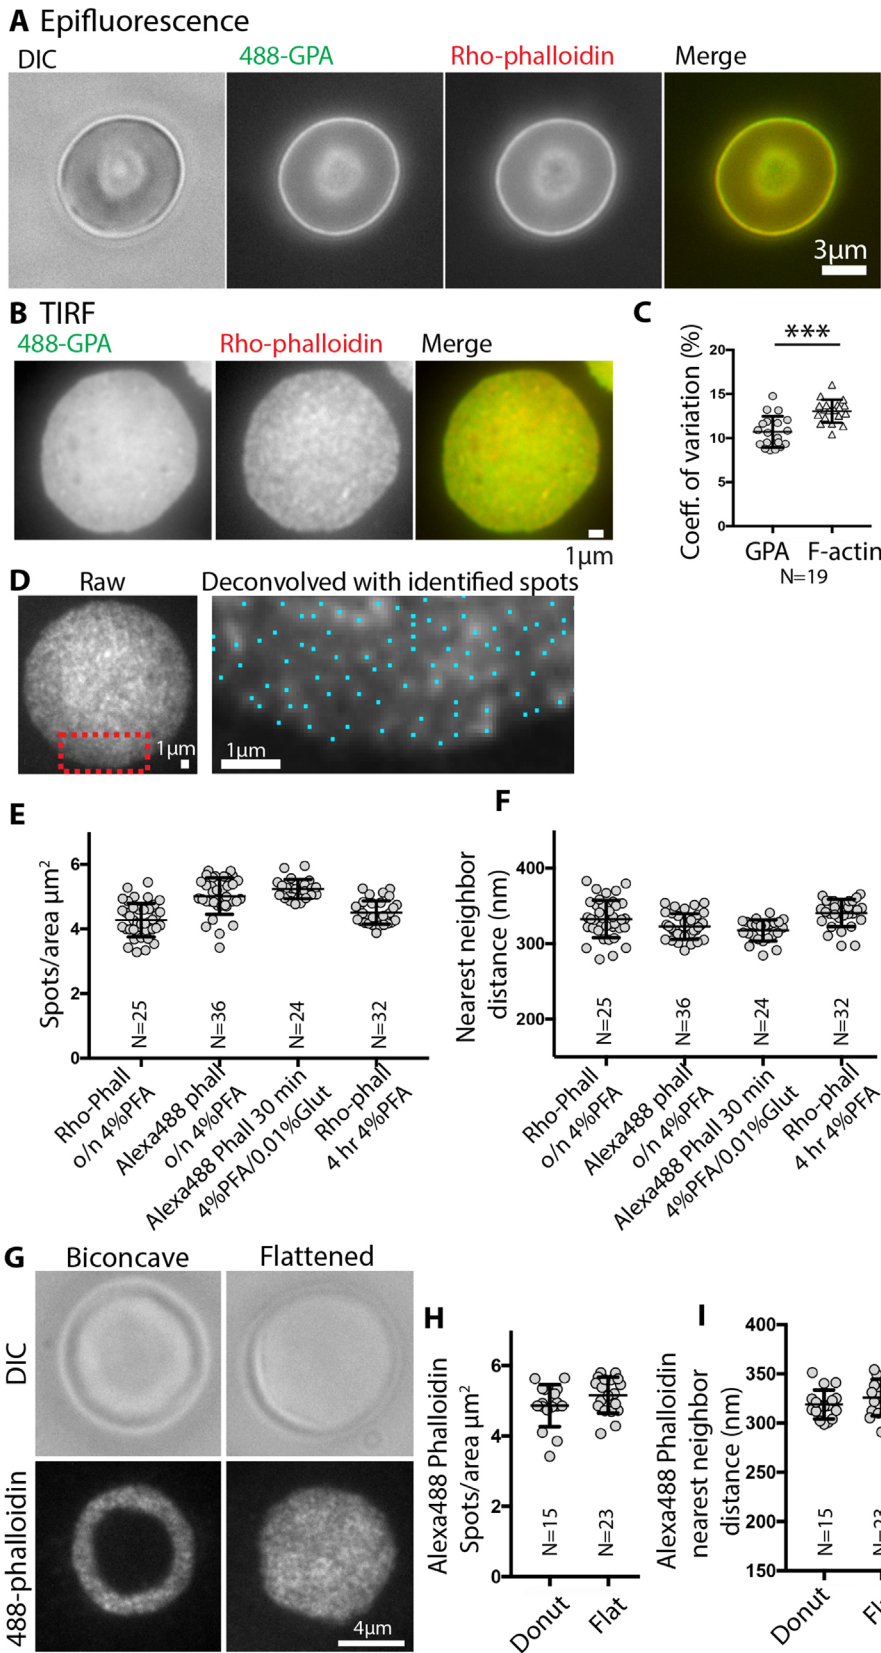 A Epifluorescence
DIC
488-GPA
Rho-phalloidin
Merge
3µm
B TIRF
488-GPA
Rho-phalloidin
Merge
1µm
C
***
Coeff. of variation (%)
20
15
10
5
0
GPA
F-actin
N=19
D
Raw
Deconvolved with identified spots
1µm
1µm
E
Spots/area µm²
6
4
2
0
N=25
N=36
N=24
N=32
Rho-Phall
o/n 4%PFA
Alexa488 phall
o/n 4%PFA
Alexa488 Phall 30 min
4%PFA/0.01%Glut
Rho-phall
4 hr 4%PFA
F
Nearest neighbor
distance (nm)
400
300
200
N=25
N=36
N=24
N=32
Rho-Phall
o/n 4%PFA
Alexa488 phall
o/n 4%PFA
Alexa488 Phall 30 min
4%PFA/0.01%Glut
Rho-phall
4 hr 4%PFA
G
Biconcave
Flattened
DIC
488-phalloidin
4µm
H
Alexa488 Phalloidin
Spots/area µm²
6
4
2
0
N=15
N=23
Donut
Flat
I
Alexa488 Phalloidin
nearest neighbor
distance (nm)
400
350
300
250
200
150
N=15
Donut